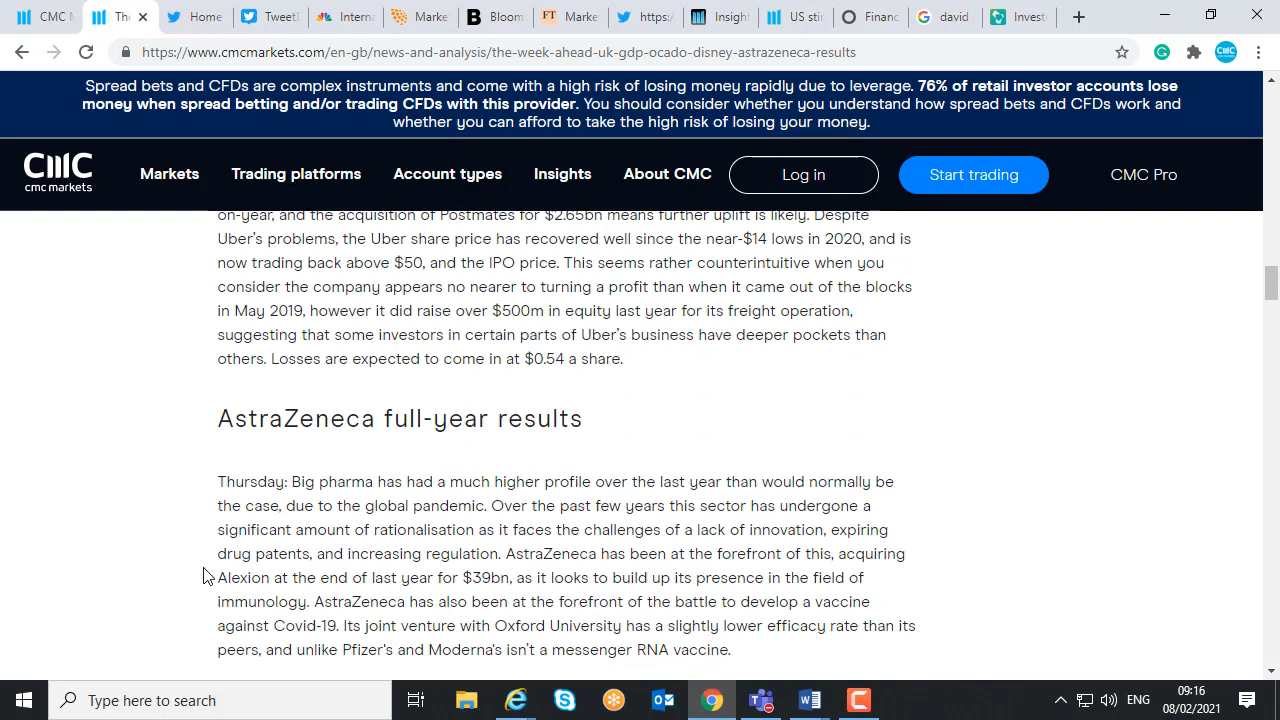 CMC M
Th
Home
Tweet
Intern
Marke
Bloom
FT
Marke
https:/
Insigh
US stin
Financ
david
Invest
https://www.cmcmarkets.com/en-gb/news-and-analysis/the-week-ahead-uk-gdp-ocado-disney-astrazeneca-results
Spread bets and CFDs are complex instruments and come with a high risk of losing money rapidly due to leverage. 76% of retail investor accounts lose
money when spread betting and/or trading CFDs with this provider. You should consider whether you understand how spread bets and CFDs work and
whether you can afford to take the high risk of losing your money.
CMC
cmc markets
Markets
Trading platforms
Account types
Insights
About CMC
Log in
Start trading
CMC Pro
on-year, and the acquisition of Postmates for $2.65bn means further uplift is likely. Despite
Uber's problems, the Uber share price has recovered well since the near-$14 lows in 2020, and is
now trading back above $50, and the IPO price. This seems rather counterintuitive when you
consider the company appears no nearer to turning a profit than when it came out of the blocks
in May 2019, however it did raise over $500m in equity last year for its freight operation,
suggesting that some investors in certain parts of Uber's business have deeper pockets than
others. Losses are expected to come in at $0.54 a share.
AstraZeneca full-year results
Thursday: Big pharma has had a much higher profile over the last year than would normally be
the case, due to the global pandemic. Over the past few years this sector has undergone a
significant amount of rationalisation as it faces the challenges of a lack of innovation, expiring
drug patents, and increasing regulation. AstraZeneca has been at the forefront of this, acquiring
Alexion at the end of last year for $39bn, as it looks to build up its presence in the field of
immunology. AstraZeneca has also been at the forefront of the battle to develop a vaccine
against Covid-19. Its joint venture with Oxford University has a slightly lower efficacy rate than its
peers, and unlike Pfizer's and Moderna's isn't a messenger RNA vaccine.
Type here to search
ENG
09:16
08/02/2021